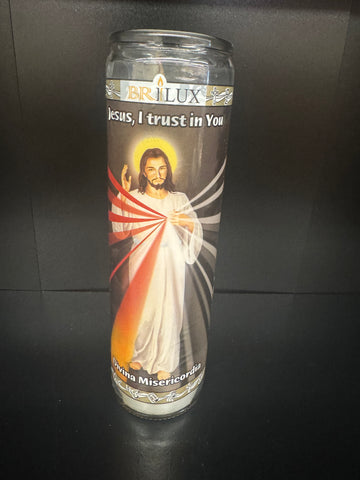 BRILUX
Jesus, I trust in You
Divina Misericordia